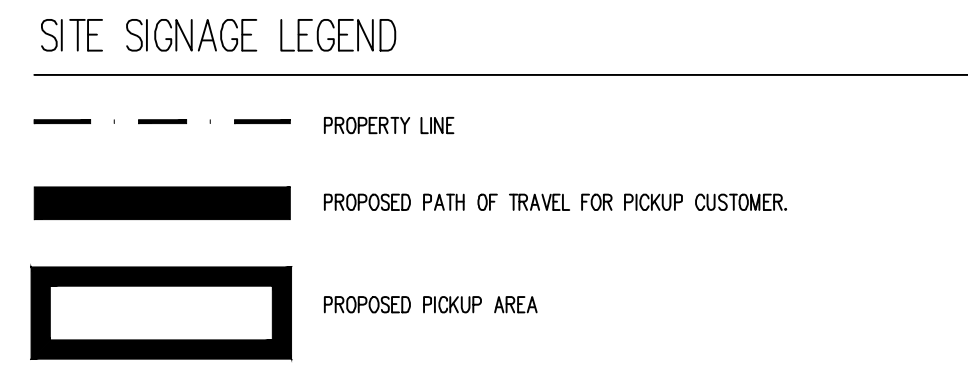 SITE SIGNAGE LEGEND
PROPERTY LINE
PROPOSED PATH OF TRAVEL FOR PICKUP CUSTOMER.
PROPOSED PICKUP AREA